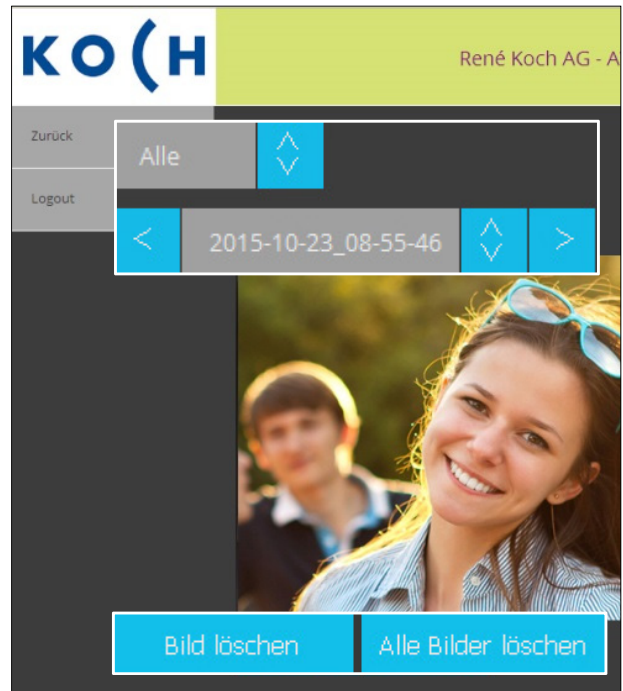 KOCH
René Koch AG - A
Zurück
Alle
Logout
< 2015-10-23_08-55-46 >
Bild löschen Alle Bilder löschen